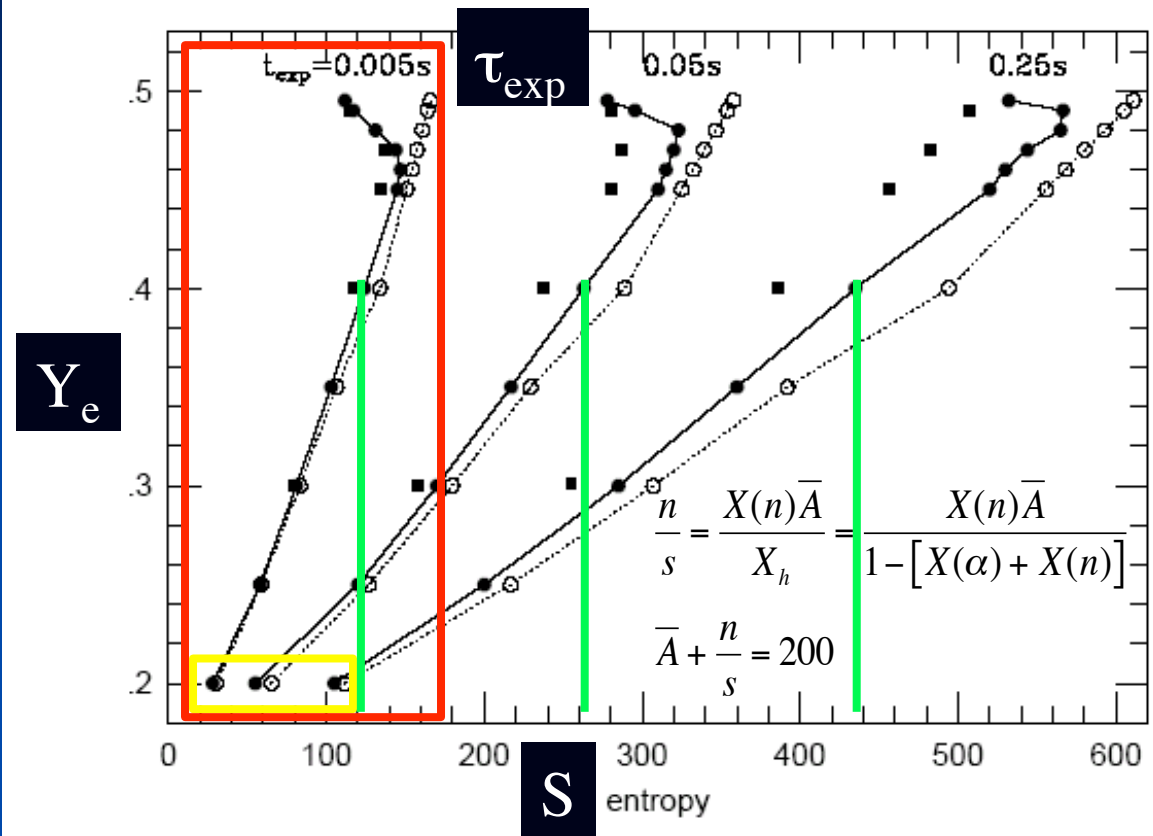 t_exp=0.005s
τ_exp
0.05s
0.25s
.5
.4
Y_e
.3
n/s = X(n)A̅/X_h = X(n)A̅/(1−[X(α)+X(n)])
A̅ + n/s = 200
.2
0 100 200 300 400 500 600
S entropy